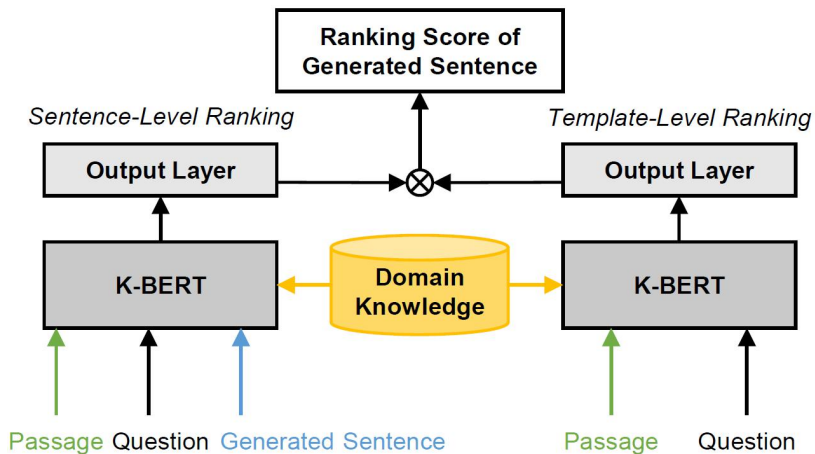 Ranking Score of
Generated Sentence
Sentence-Level Ranking
Template-Level Ranking
Output Layer
Output Layer
K-BERT
Domain
Knowledge
K-BERT
Passage
Question
Generated Sentence
Passage
Question